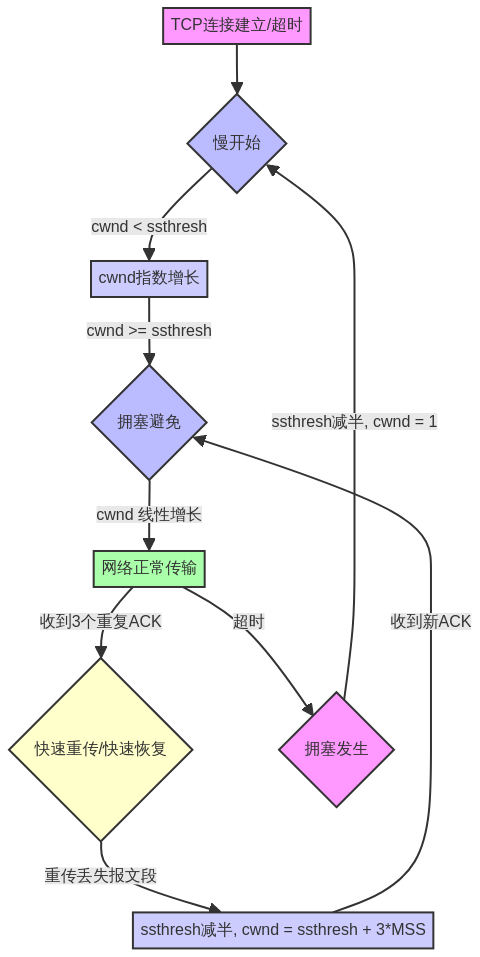 TCP连接建立/超时
慢开始
cwnd < ssthresh
cwnd指数增长
cwnd >= ssthresh
拥塞避免
ssthresh减半, cwnd = 1
cwnd 线性增长
网络正常传输
收到3个重复ACK
超时
收到新ACK
快速重传/快速恢复
拥塞发生
重传丢失报文段
ssthresh减半, cwnd = ssthresh + 3*MSS